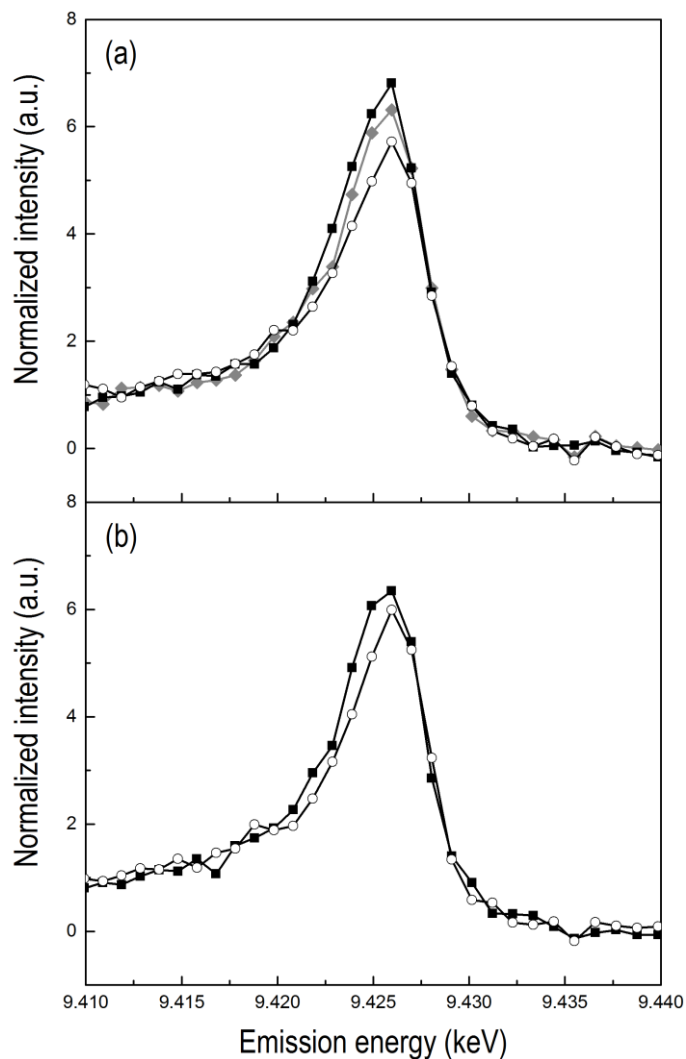 8
(a)
6
4
2
0
Normalized intensity (a.u.)
8
(b)
6
4
2
0
Normalized intensity (a.u.)
9.410 9.415 9.420 9.425 9.430 9.435 9.440
Emission energy (keV)